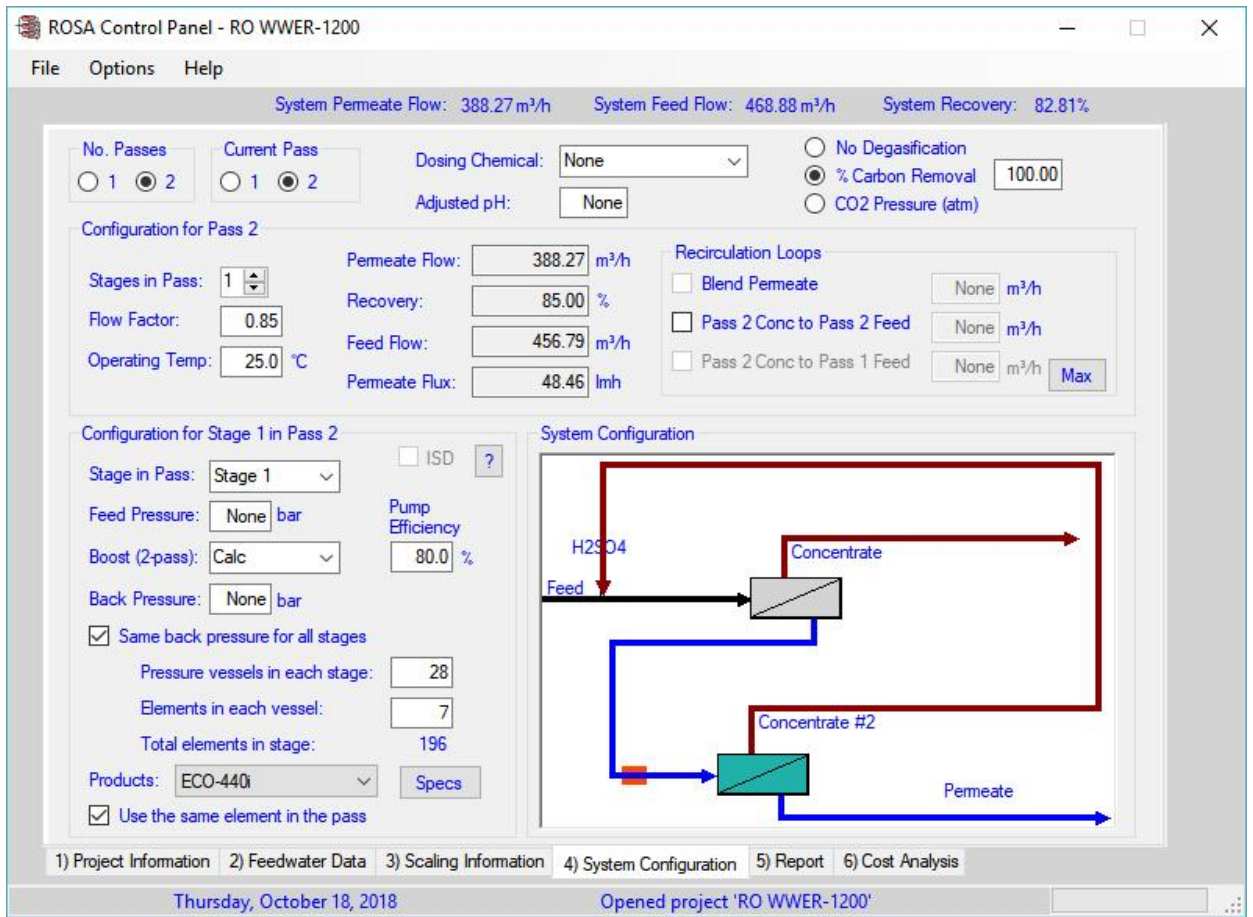 ROSA Control Panel - RO WWER-1200
File Options Help
System Permeate Flow: 388.27 m³/h System Feed Flow: 468.88 m³/h System Recovery: 82.81%
No. Passes
1 2
Current Pass
1 2
Dosing Chemical: None
Adjusted pH: None
No Degasification
% Carbon Removal 100.00
CO2 Pressure (atm)
Configuration for Pass 2
Stages in Pass: 1
Flow Factor: 0.85
Operating Temp: 25.0 °C
Permeate Flow: 388.27 m³/h
Recovery: 85.00 %
Feed Flow: 456.79 m³/h
Permeate Flux: 48.46 lmh
Recirculation Loops
Blend Permeate None m³/h
Pass 2 Conc to Pass 2 Feed None m³/h
Pass 2 Conc to Pass 1 Feed None m³/h Max
Configuration for Stage 1 in Pass 2
ISD ?
Stage in Pass: Stage 1
Feed Pressure: None bar
Boost (2-pass): Calc
Back Pressure: None bar
Pump
Efficiency
80.0 %
Same back pressure for all stages
Pressure vessels in each stage: 28
Elements in each vessel: 7
Total elements in stage: 196
Products: ECO-440i Specs
Use the same element in the pass
System Configuration
H2SO4
Concentrate
Feed
Concentrate #2
Permeate
1) Project Information 2) Feedwater Data 3) Scaling Information 4) System Configuration 5) Report 6) Cost Analysis
Thursday, October 18, 2018 Opened project 'RO WWER-1200'